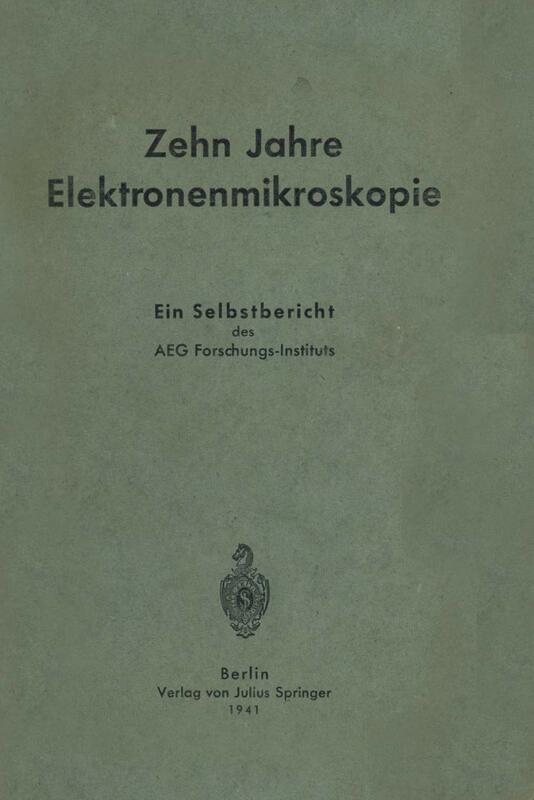 Zehn Jahre
Elektronenmikroskopie
Ein Selbstbericht
des
AEG Forschungs-Instituts
Berlin
Verlag von Julius Springer
1941